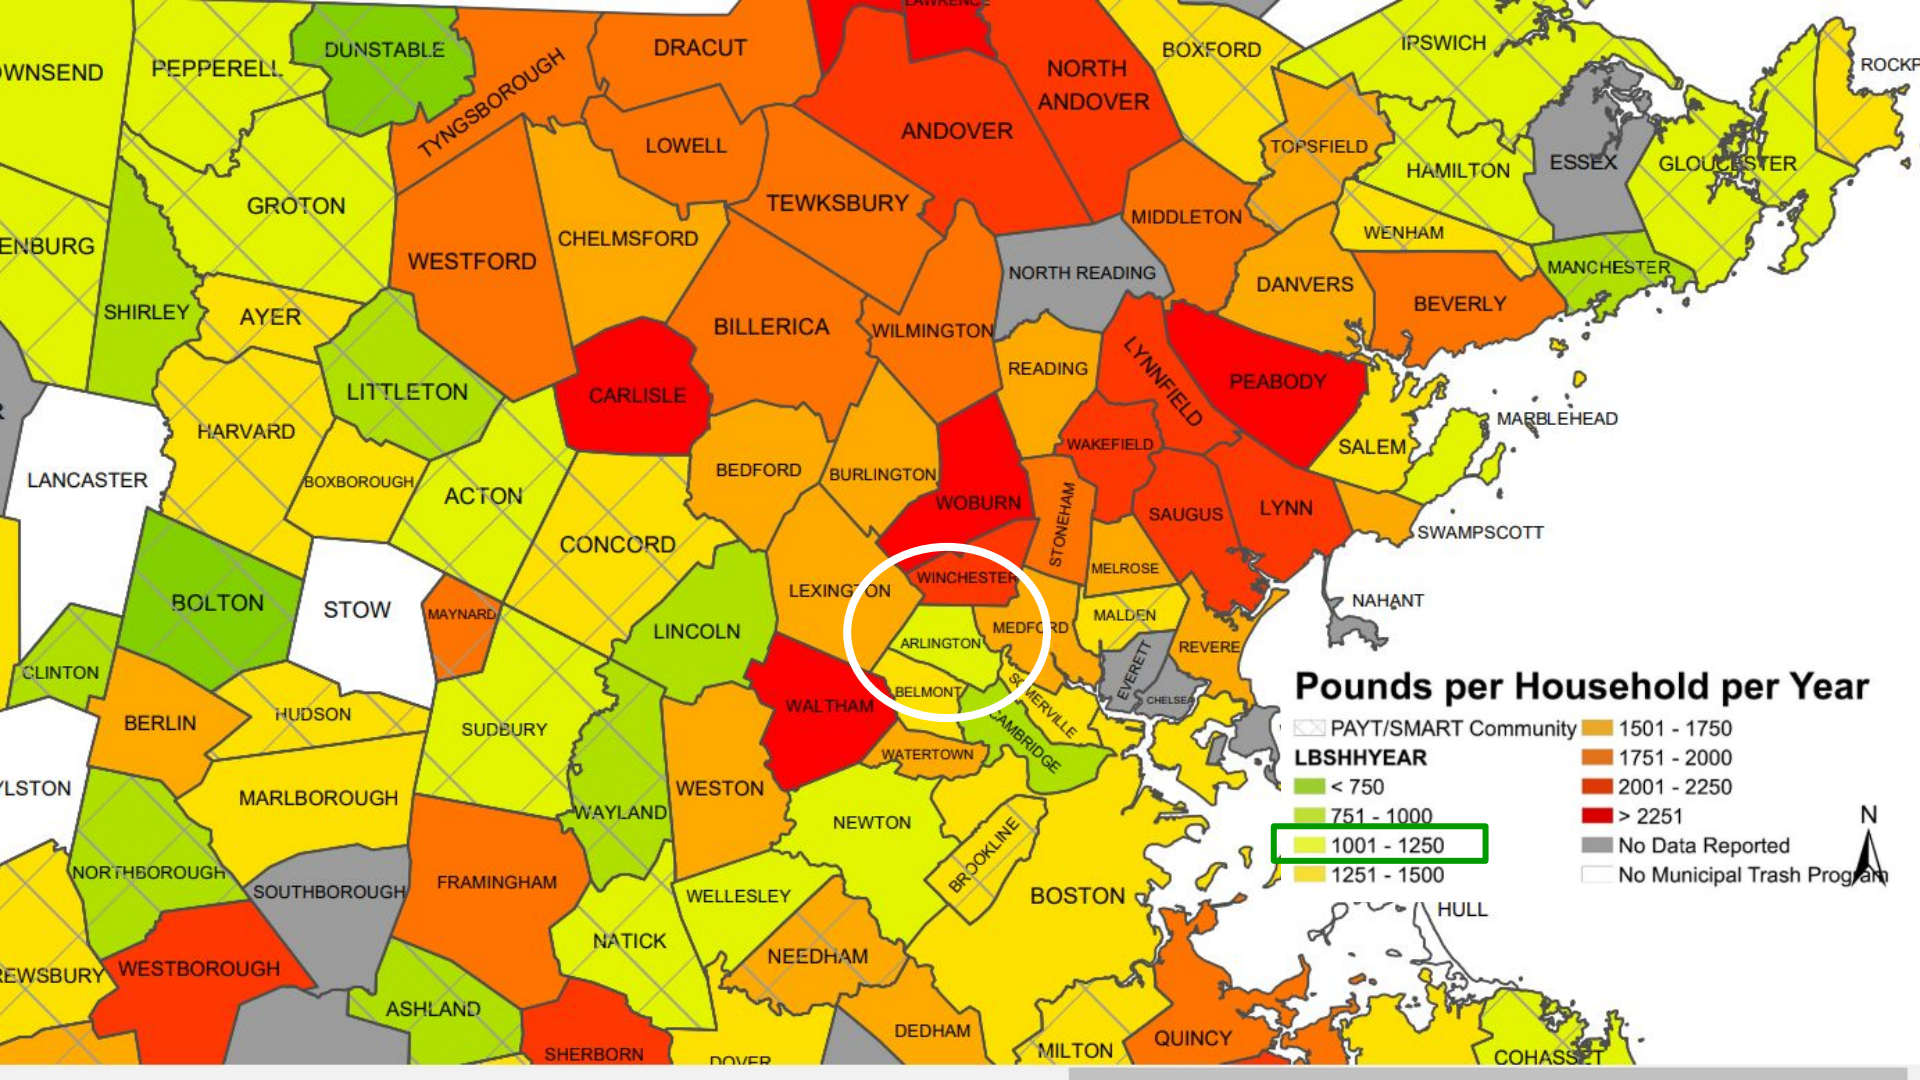 LAWRENCE
DUNSTABLE
DRACUT
BOXFORD
IPSWICH
ROCKP
OWNSEND
PEPPERELL
TYNGSBOROUGH
NORTH
ANDOVER
ANDOVER
LOWELL
TOPSFIELD
HAMILTON
ESSEX
GLOUCESTER
GROTON
TEWKSBURY
MIDDLETON
WENHAM
ENBURG
WESTFORD
CHELMSFORD
NORTH READING
DANVERS
MANCHESTER
BEVERLY
SHIRLEY
AYER
BILLERICA
WILMINGTON
READING
LYNNFIELD
PEABODY
LITTLETON
CARLISLE
MARBLEHEAD
HARVARD
WAKEFIELD
SALEM
LANCASTER
BOXBOROUGH
ACTON
BEDFORD
BURLINGTON
WOBURN
STONEHAM
SAUGUS
LYNN
SWAMPSCOTT
CONCORD
WINCHESTER
MELROSE
LEXINGTON
BOLTON
STOW
MAYNARD
LINCOLN
ARLINGTON
MEDFORD
MALDEN
NAHANT
CLINTON
REVERE
EVERETT
CHELSEA
BELMONT
SOMERVILLE
WALTHAM
CAMBRIDGE
BERLIN
HUDSON
SUDBURY
WATERTOWN
YLSTON
MARLBOROUGH
WESTON
WAYLAND
NEWTON
BROOKLINE
NORTHBOROUGH
SOUTHBOROUGH
FRAMINGHAM
WELLESLEY
BOSTON
HULL
NATICK
NEEDHAM
REWSBURY
WESTBOROUGH
ASHLAND
DEDHAM
QUINCY
SHERBORN
DOVER
MILTON
COHASSET
Pounds per Household per Year
PAYT/SMART Community
LBSHHYEAR
< 750
751 - 1000
1001 - 1250
1251 - 1500
1501 - 1750
1751 - 2000
2001 - 2250
> 2251
No Data Reported
No Municipal Trash Program
N